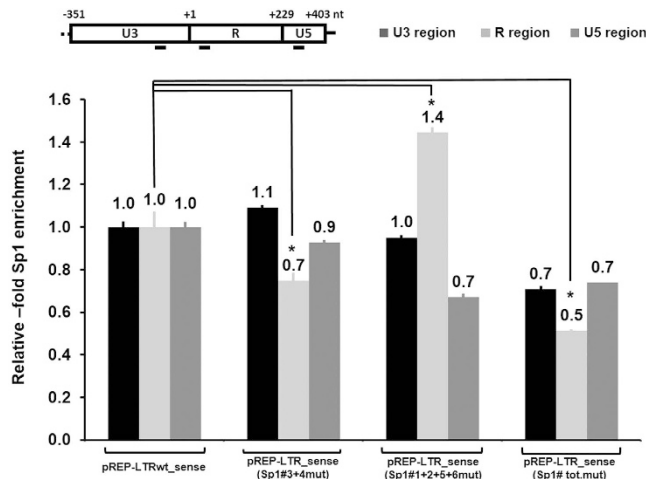 -351 +1 +229 +403 nt
U3 R U5
U3 region R region U5 region
Relative –fold Sp1 enrichment
1.6
1.4
1.2
1.0
0.8
0.6
0.4
0.2
0.0
1.0 1.0 1.0
1.1 * 0.7 0.9
1.0 * 1.4 0.7
0.7 * 0.5 0.7
pREP-LTRwt_sense
pREP-LTR_sense
(Sp1#3+4mut)
pREP-LTR_sense
(Sp1#1+2+5+6mut)
pREP-LTR_sense
(Sp1# tot.mut)